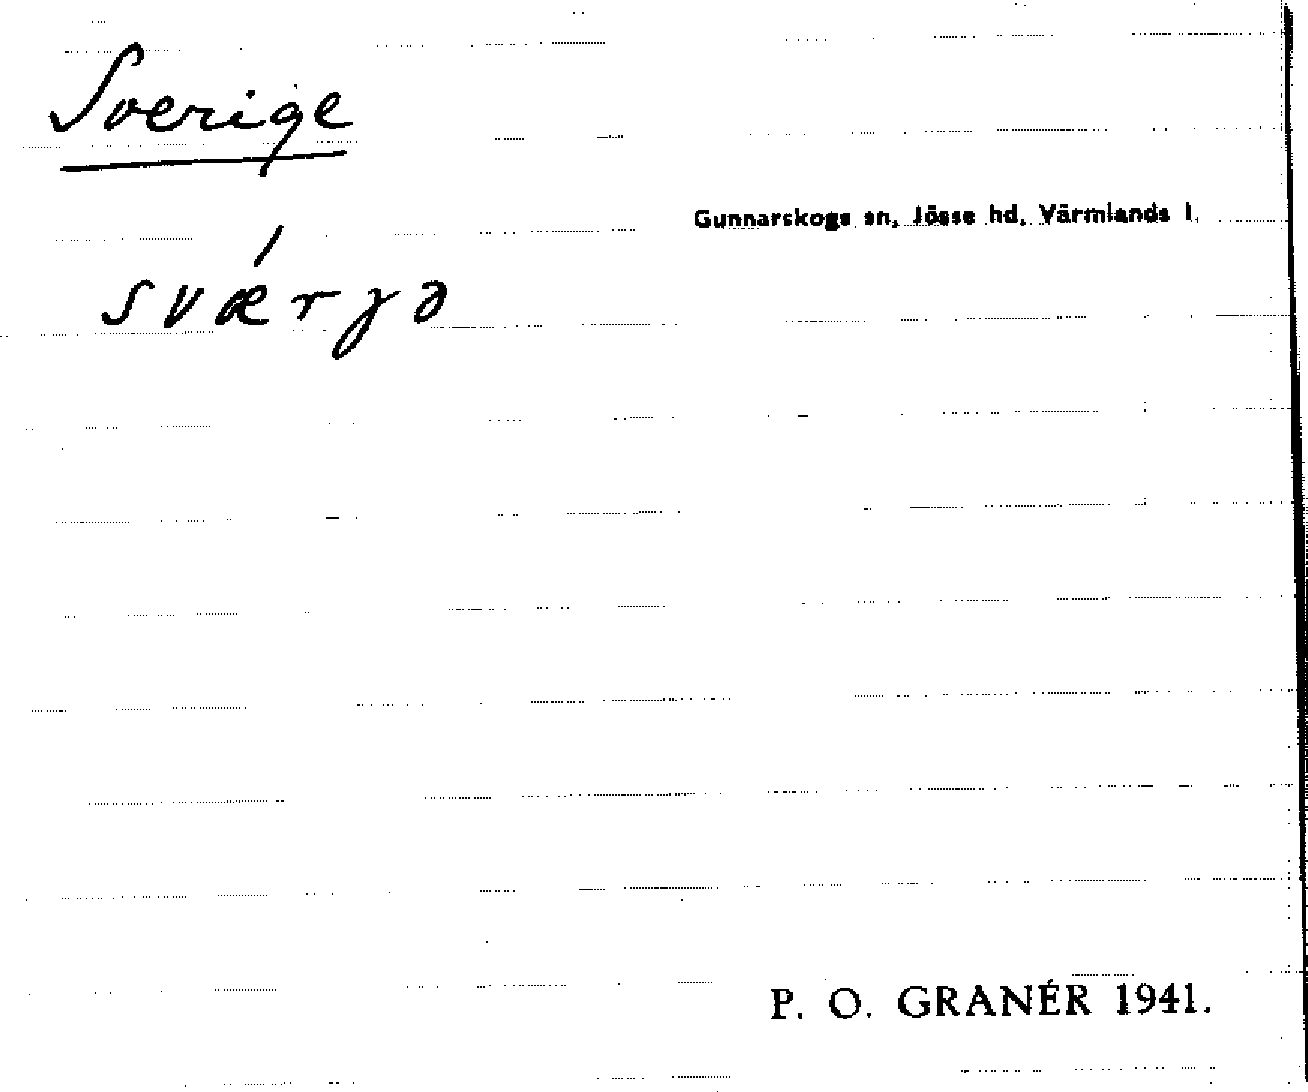 Sverige
Gunnarskogs sn, Jösse hd, Värmlands l.
svǽrjə
P. O. GRANÉR 1941.